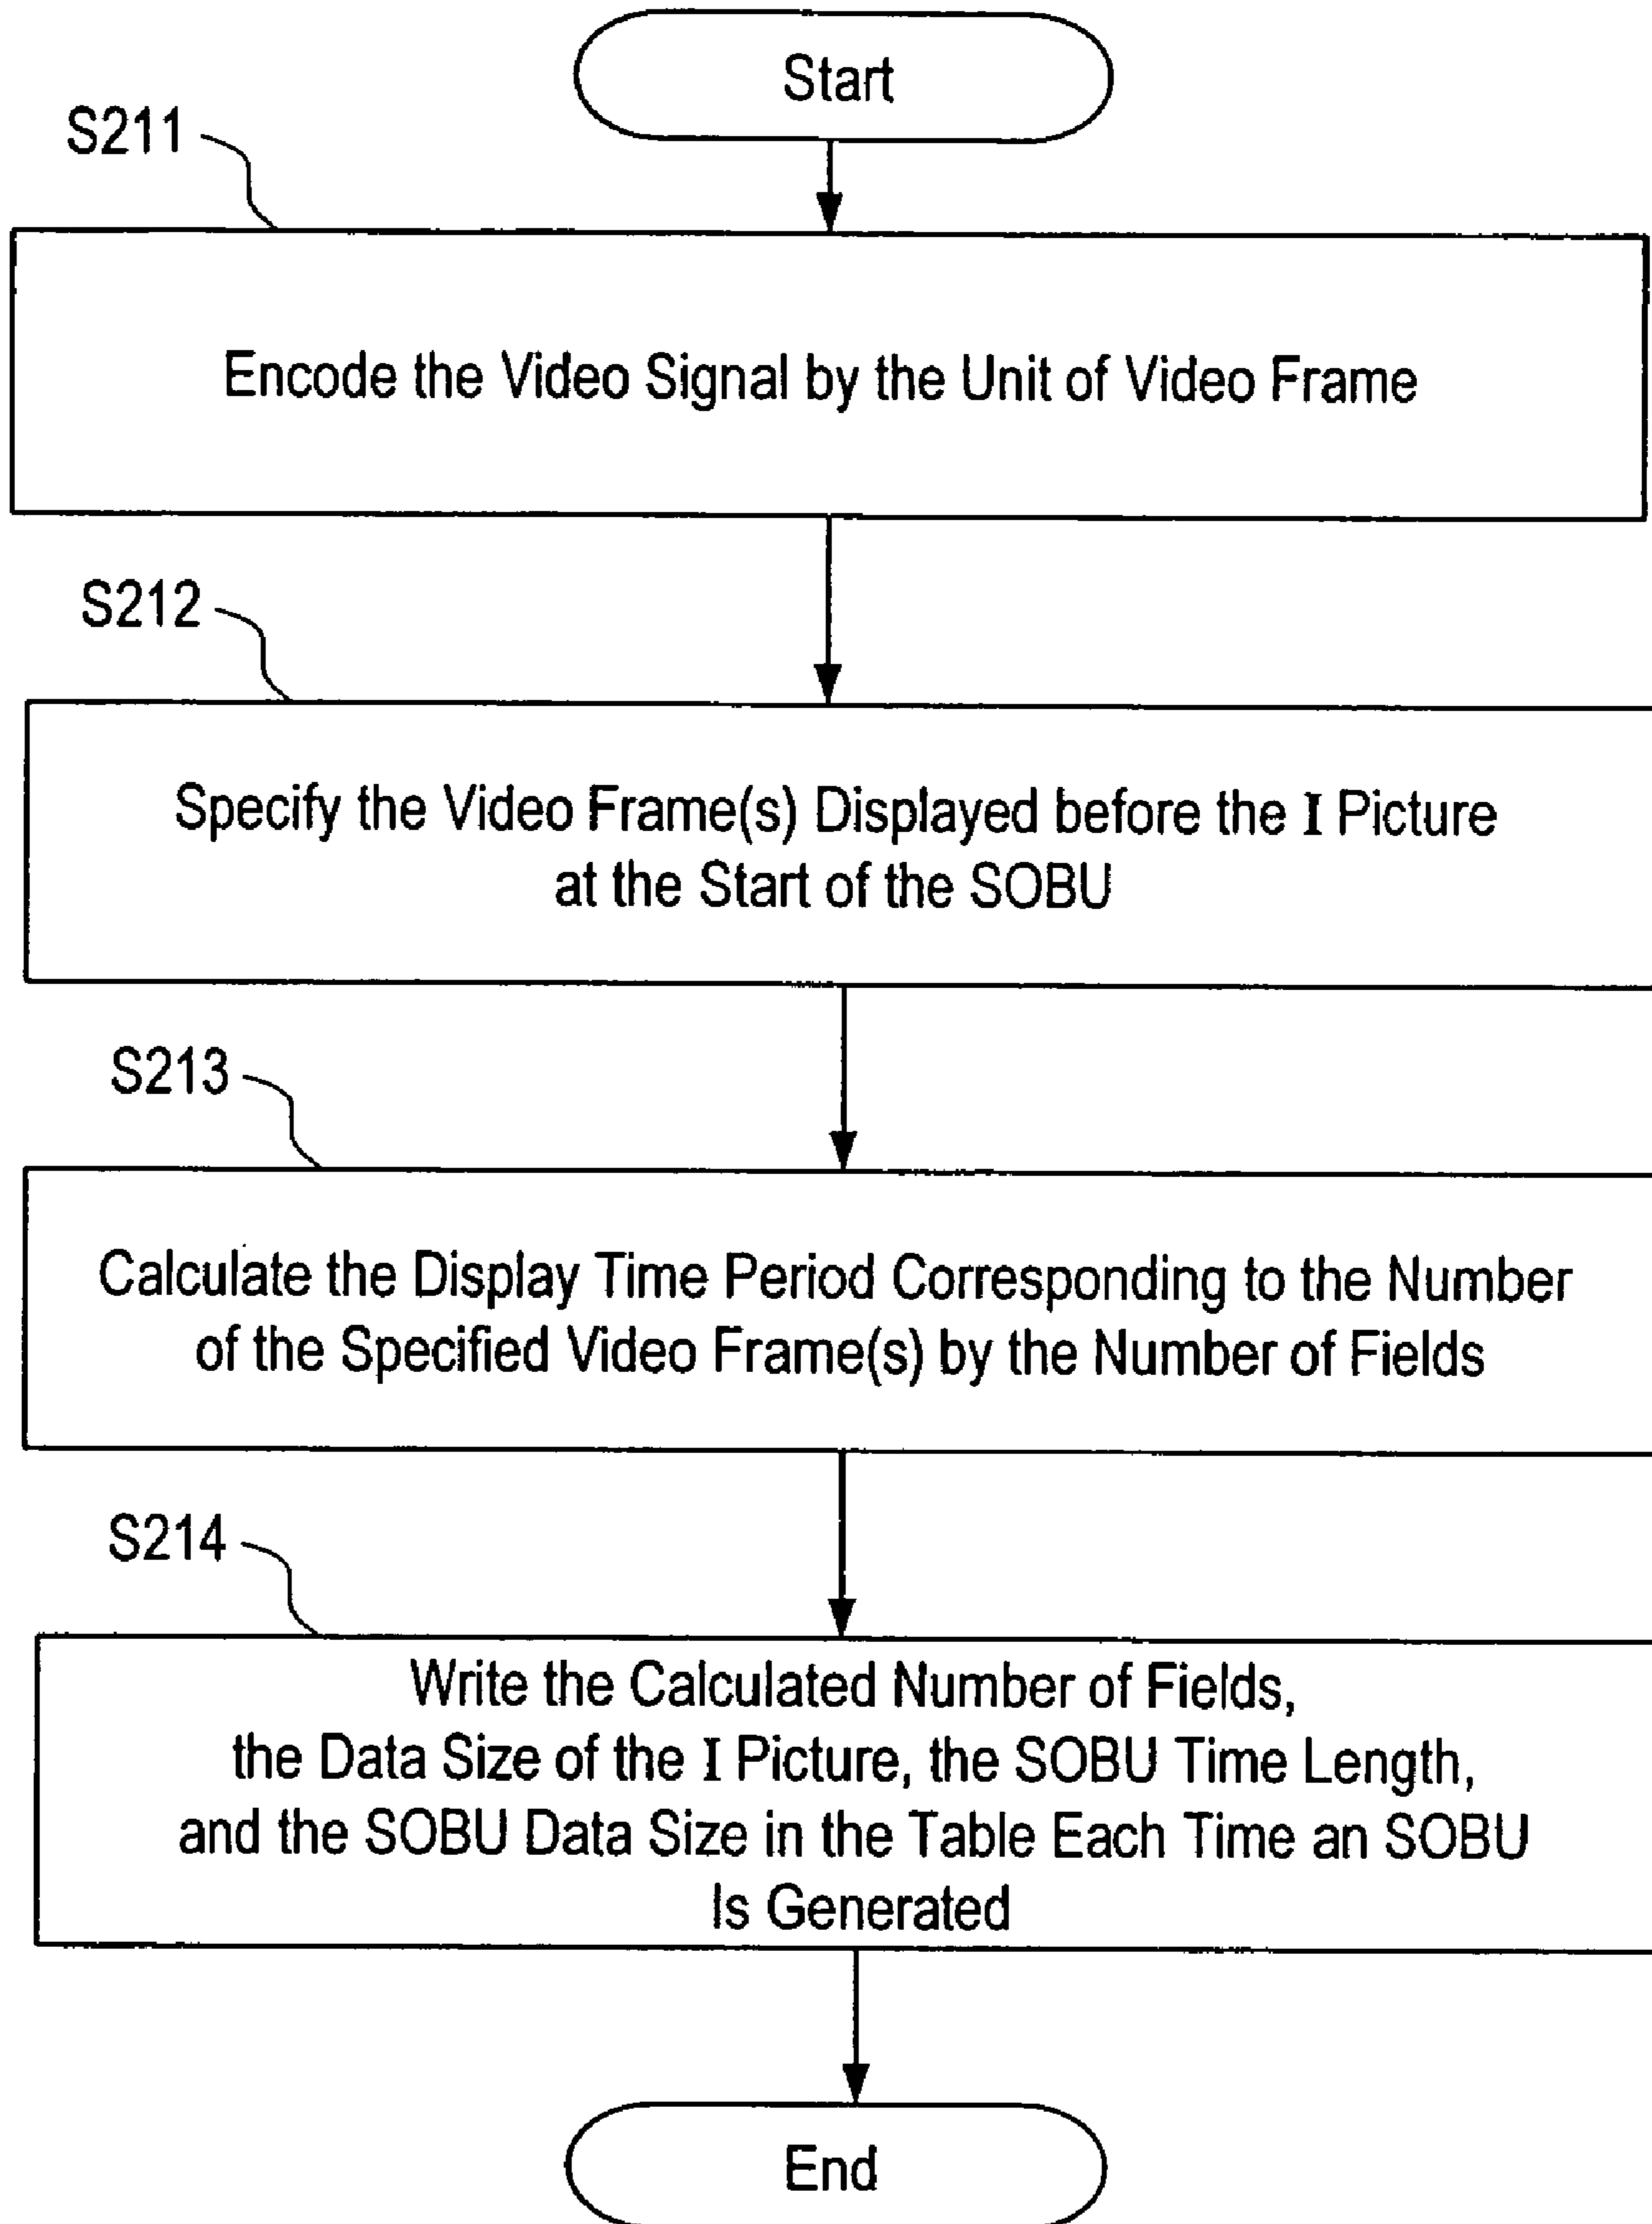 Start
S211
Encode the Video Signal by the Unit of Video Frame
S212
Specify the Video Frame(s) Displayed before the I Picture
at the Start of the SOBU
S213
Calculate the Display Time Period Corresponding to the Number
of the Specified Video Frame(s) by the Number of Fields
S214
Write the Calculated Number of Fields,
the Data Size of the I Picture, the SOBU Time Length,
and the SOBU Data Size in the Table Each Time an SOBU
Is Generated
End